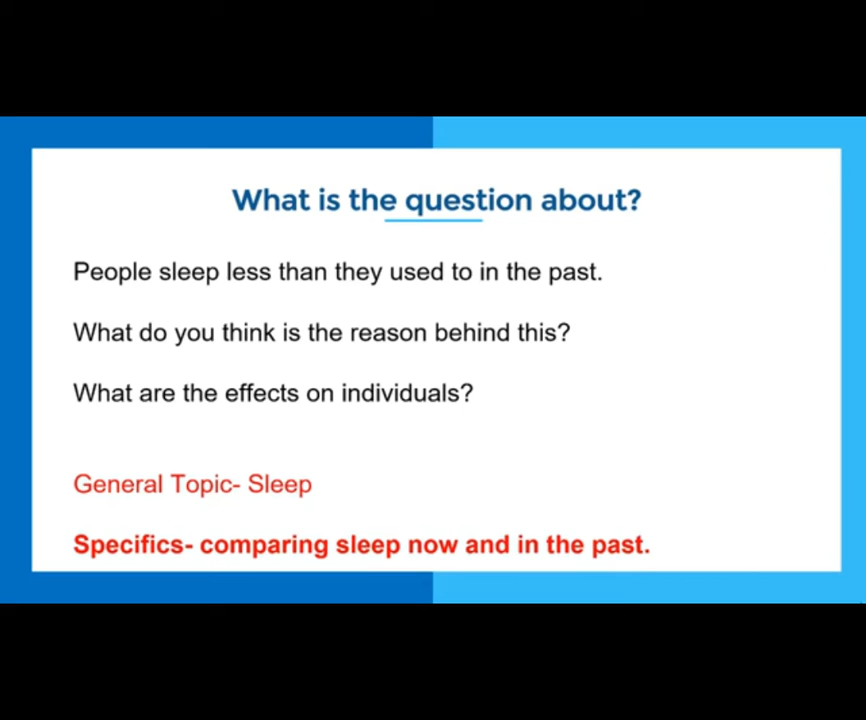 What is the question about?
People sleep less than they used to in the past.
What do you think is the reason behind this?
What are the effects on individuals?
General Topic- Sleep
Specifics- comparing sleep now and in the past.